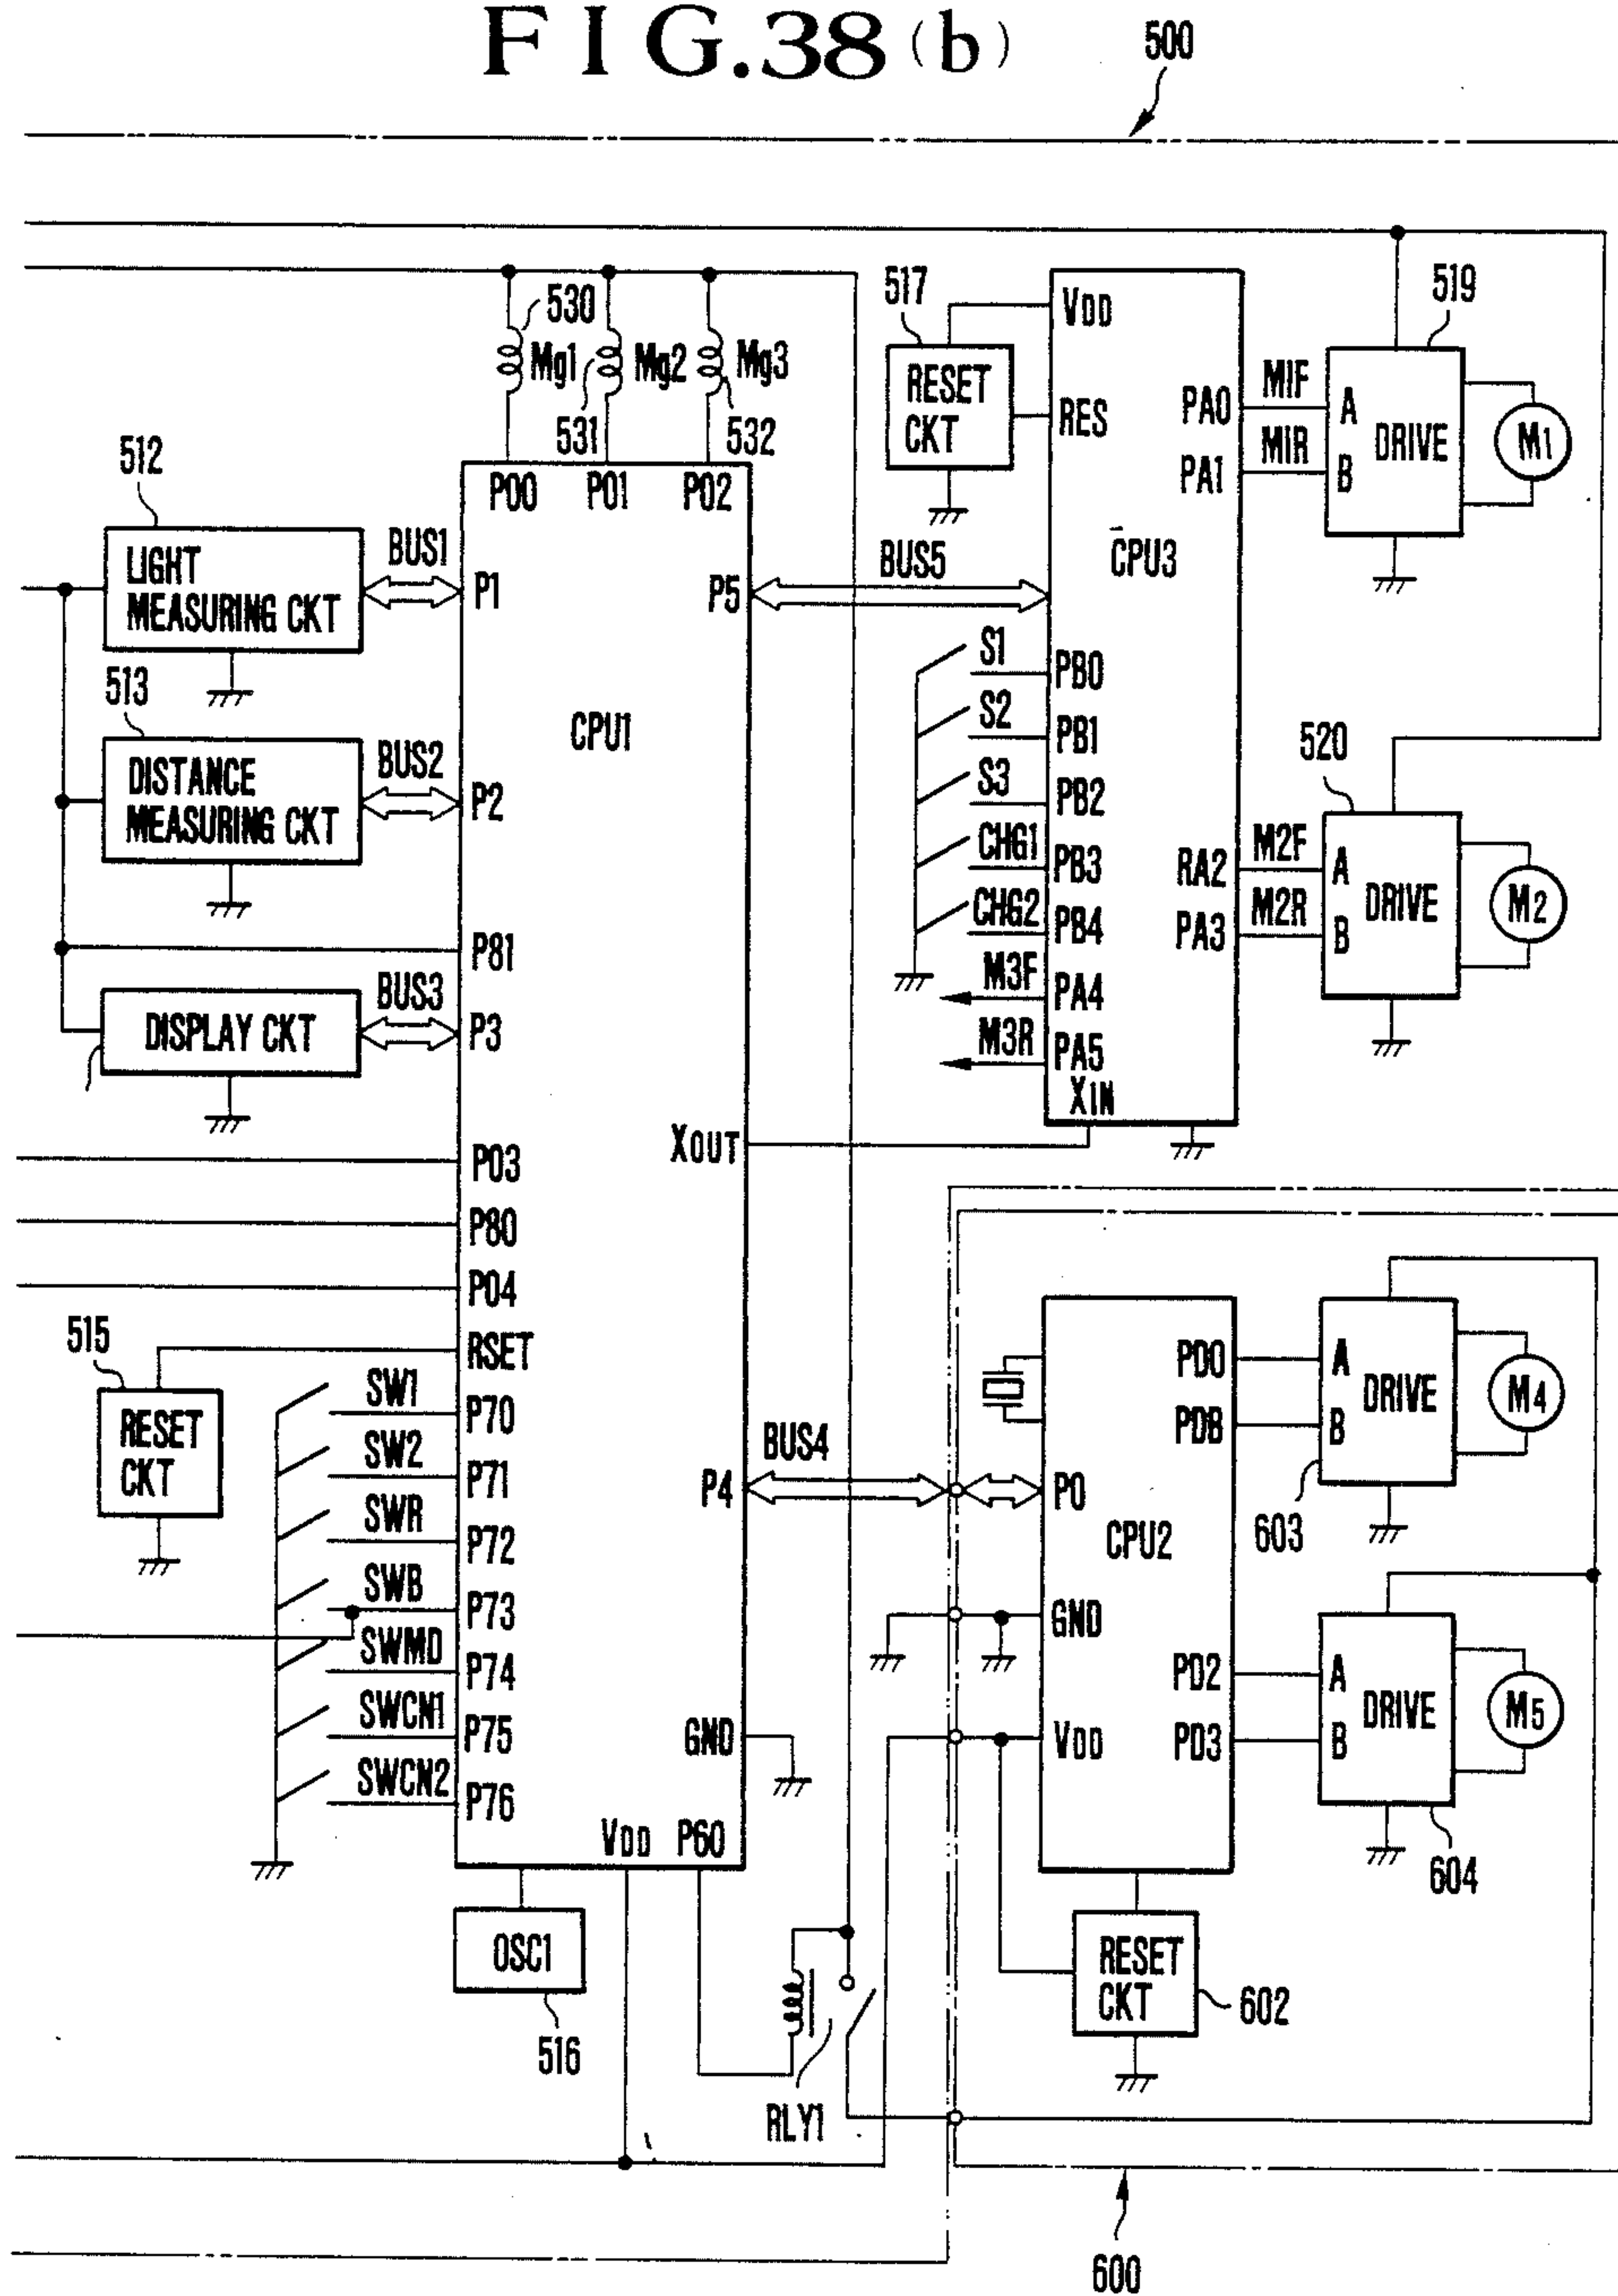 FIG.38(b)
500
530
Mg1
531
Mg2
532
Mg3
517
RESET
CKT
VDD
RES
CPU3
PA0
PA1
MIF
MIR
519
A
B
DRIVE
M1
512
LIGHT
MEASURING CKT
BUS1
P00
P01
P02
P1
P5
BUS5
513
DISTANCE
MEASURING CKT
BUS2
P2
CPU1
S1
PB0
S2
PB1
S3
PB2
CHG1
PB3
CHG2
PB4
M3F
PA4
M3R
PA5
XIN
RA2
PA3
M2F
M2R
520
A
B
DRIVE
M2
P81
DISPLAY CKT
BUS3
P3
XOUT
P03
P80
P04
RSET
515
RESET
CKT
SW1
P70
SW2
P71
SWR
P72
SWB
P73
SWMD
P74
SWCN1
P75
SWCN2
P76
P4
BUS4
GND
VDD
P60
OSC1
516
RLY1
P0
CPU2
GND
VDD
PD0
PDB
PD2
PD3
A
B
DRIVE
M4
603
A
B
DRIVE
M5
604
RESET
CKT
602
600